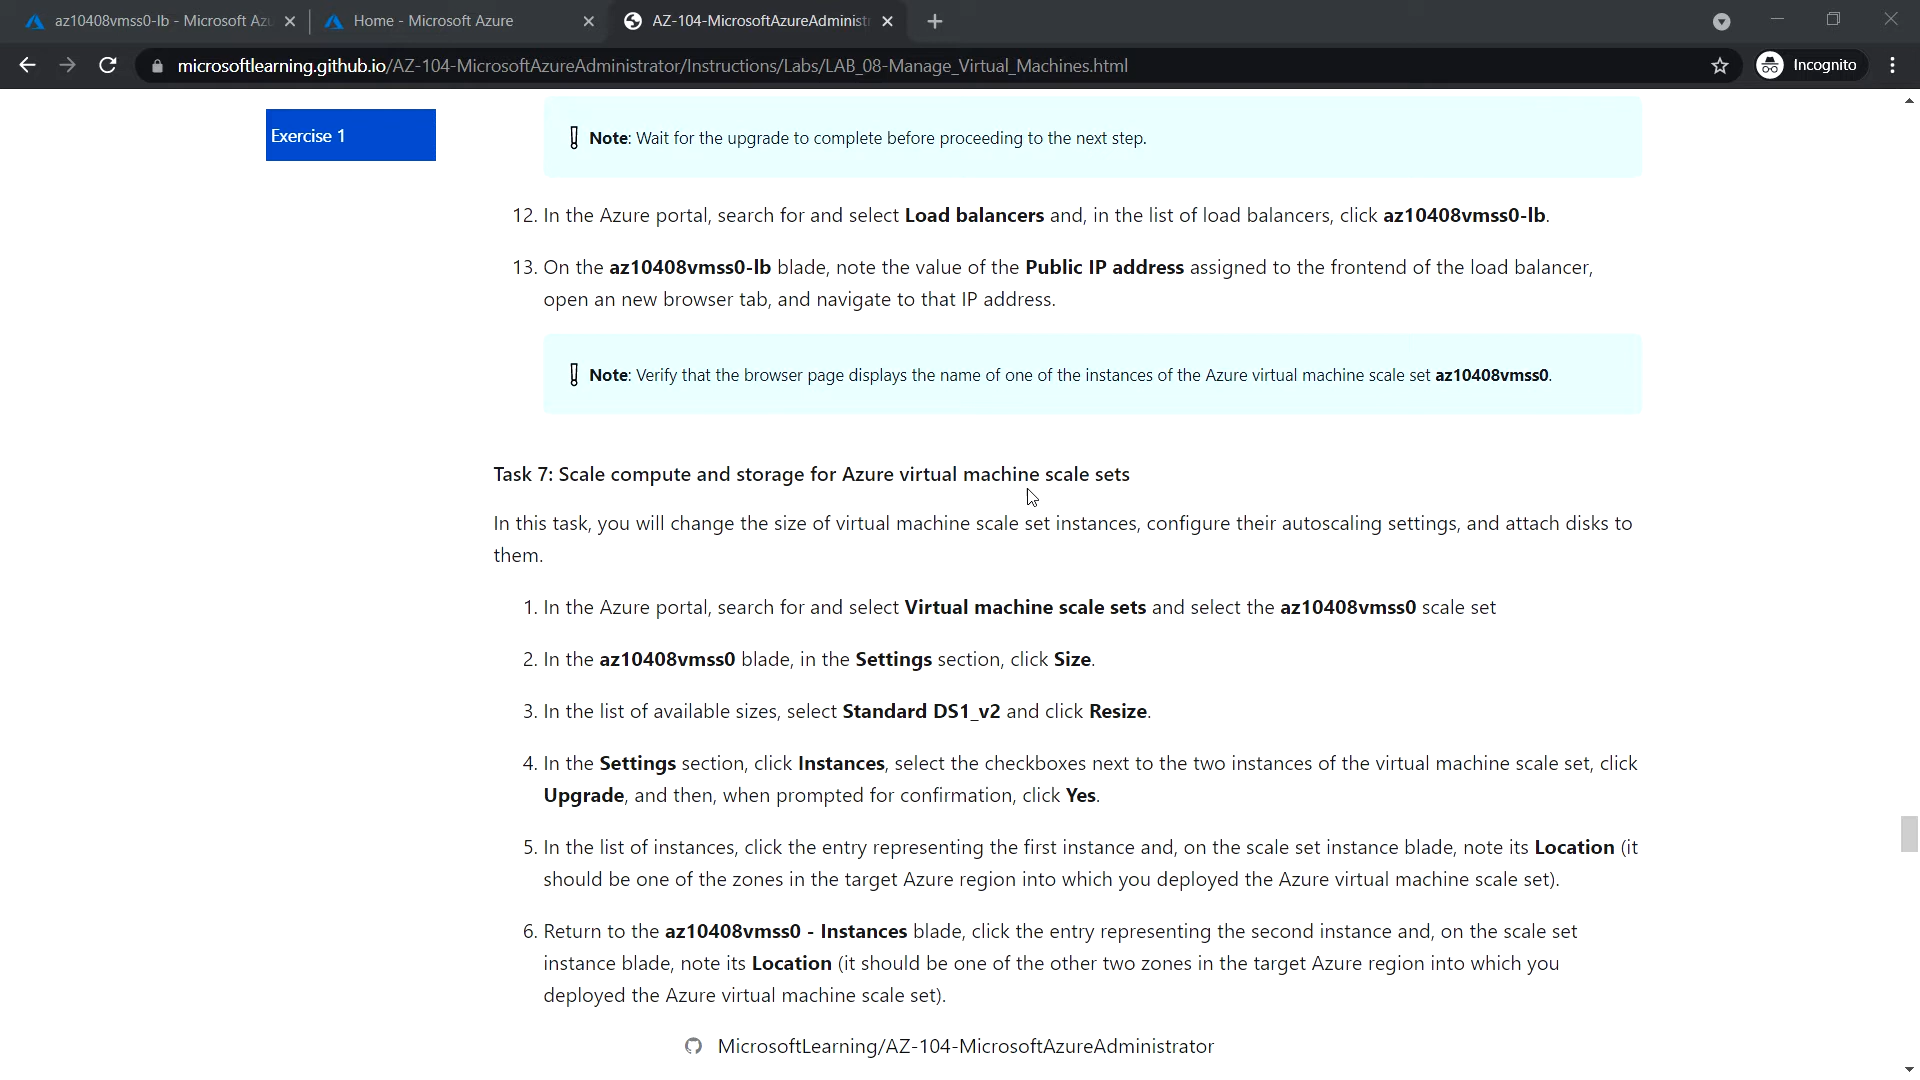 az10408vmss0-lb - Microsoft Az
Home - Microsoft Azure
AZ-104-MicrosoftAzureAdminist
microsoftlearning.github.io/AZ-104-MicrosoftAzureAdministrator/Instructions/Labs/LAB_08-Manage_Virtual_Machines.html
Incognito
Exercise 1
Note: Wait for the upgrade to complete before proceeding to the next step.
12. In the Azure portal, search for and select Load balancers and, in the list of load balancers, click az10408vmss0-lb.
13. On the az10408vmss0-lb blade, note the value of the Public IP address assigned to the frontend of the load balancer,
open an new browser tab, and navigate to that IP address.
Note: Verify that the browser page displays the name of one of the instances of the Azure virtual machine scale set az10408vmss0.
Task 7: Scale compute and storage for Azure virtual machine scale sets
In this task, you will change the size of virtual machine scale set instances, configure their autoscaling settings, and attach disks to
them.
1. In the Azure portal, search for and select Virtual machine scale sets and select the az10408vmss0 scale set
2. In the az10408vmss0 blade, in the Settings section, click Size.
3. In the list of available sizes, select Standard DS1_v2 and click Resize.
4. In the Settings section, click Instances, select the checkboxes next to the two instances of the virtual machine scale set, click
Upgrade, and then, when prompted for confirmation, click Yes.
5. In the list of instances, click the entry representing the first instance and, on the scale set instance blade, note its Location (it
should be one of the zones in the target Azure region into which you deployed the Azure virtual machine scale set).
6. Return to the az10408vmss0 - Instances blade, click the entry representing the second instance and, on the scale set
instance blade, note its Location (it should be one of the other two zones in the target Azure region into which you
deployed the Azure virtual machine scale set).
MicrosoftLearning/AZ-104-MicrosoftAzureAdministrator